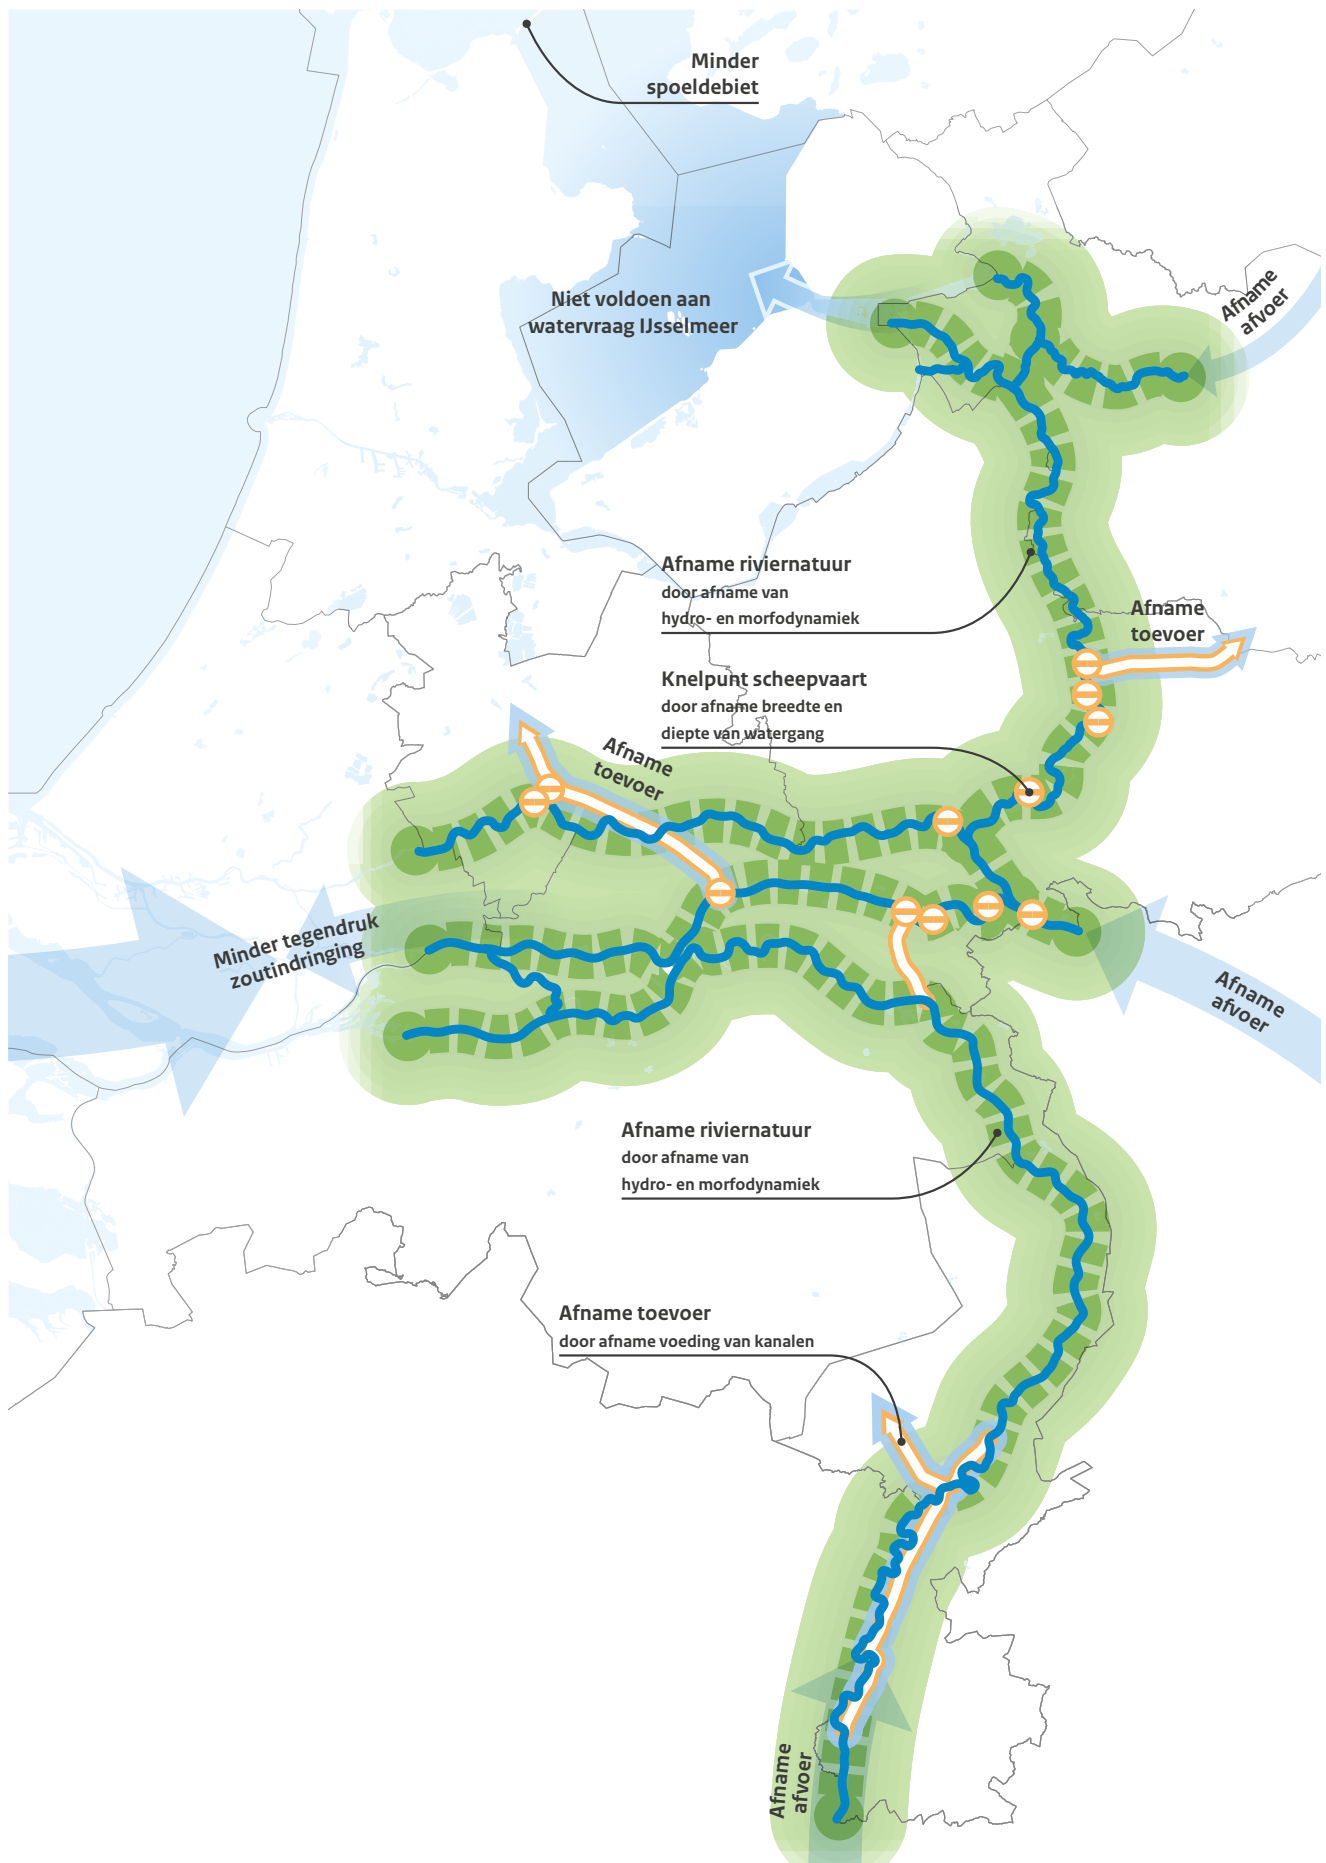 Minder
spoeldebiet
Afname
afvoer
Niet voldoen aan
watervraag IJsselmeer
Afname riviernatuur
door afname van
hydro- en morfodynamiek
Afname
toevoer
Knelpunt scheepvaart
door afname breedte en
diepte van watergang
Afname
toevoer
Minder tegendruk
zoutindringing
Afname
afvoer
Afname riviernatuur
door afname van
hydro- en morfodynamiek
Afname toevoer
door afname voeding van kanalen
Afname
afvoer